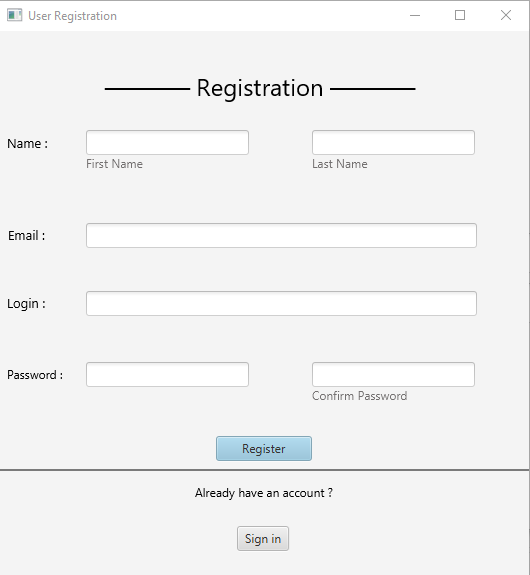 User Registration
Registration
Name :
First Name
Last Name
Email :
Login :
Password :
Confirm Password
Register
Already have an account ?
Sign in